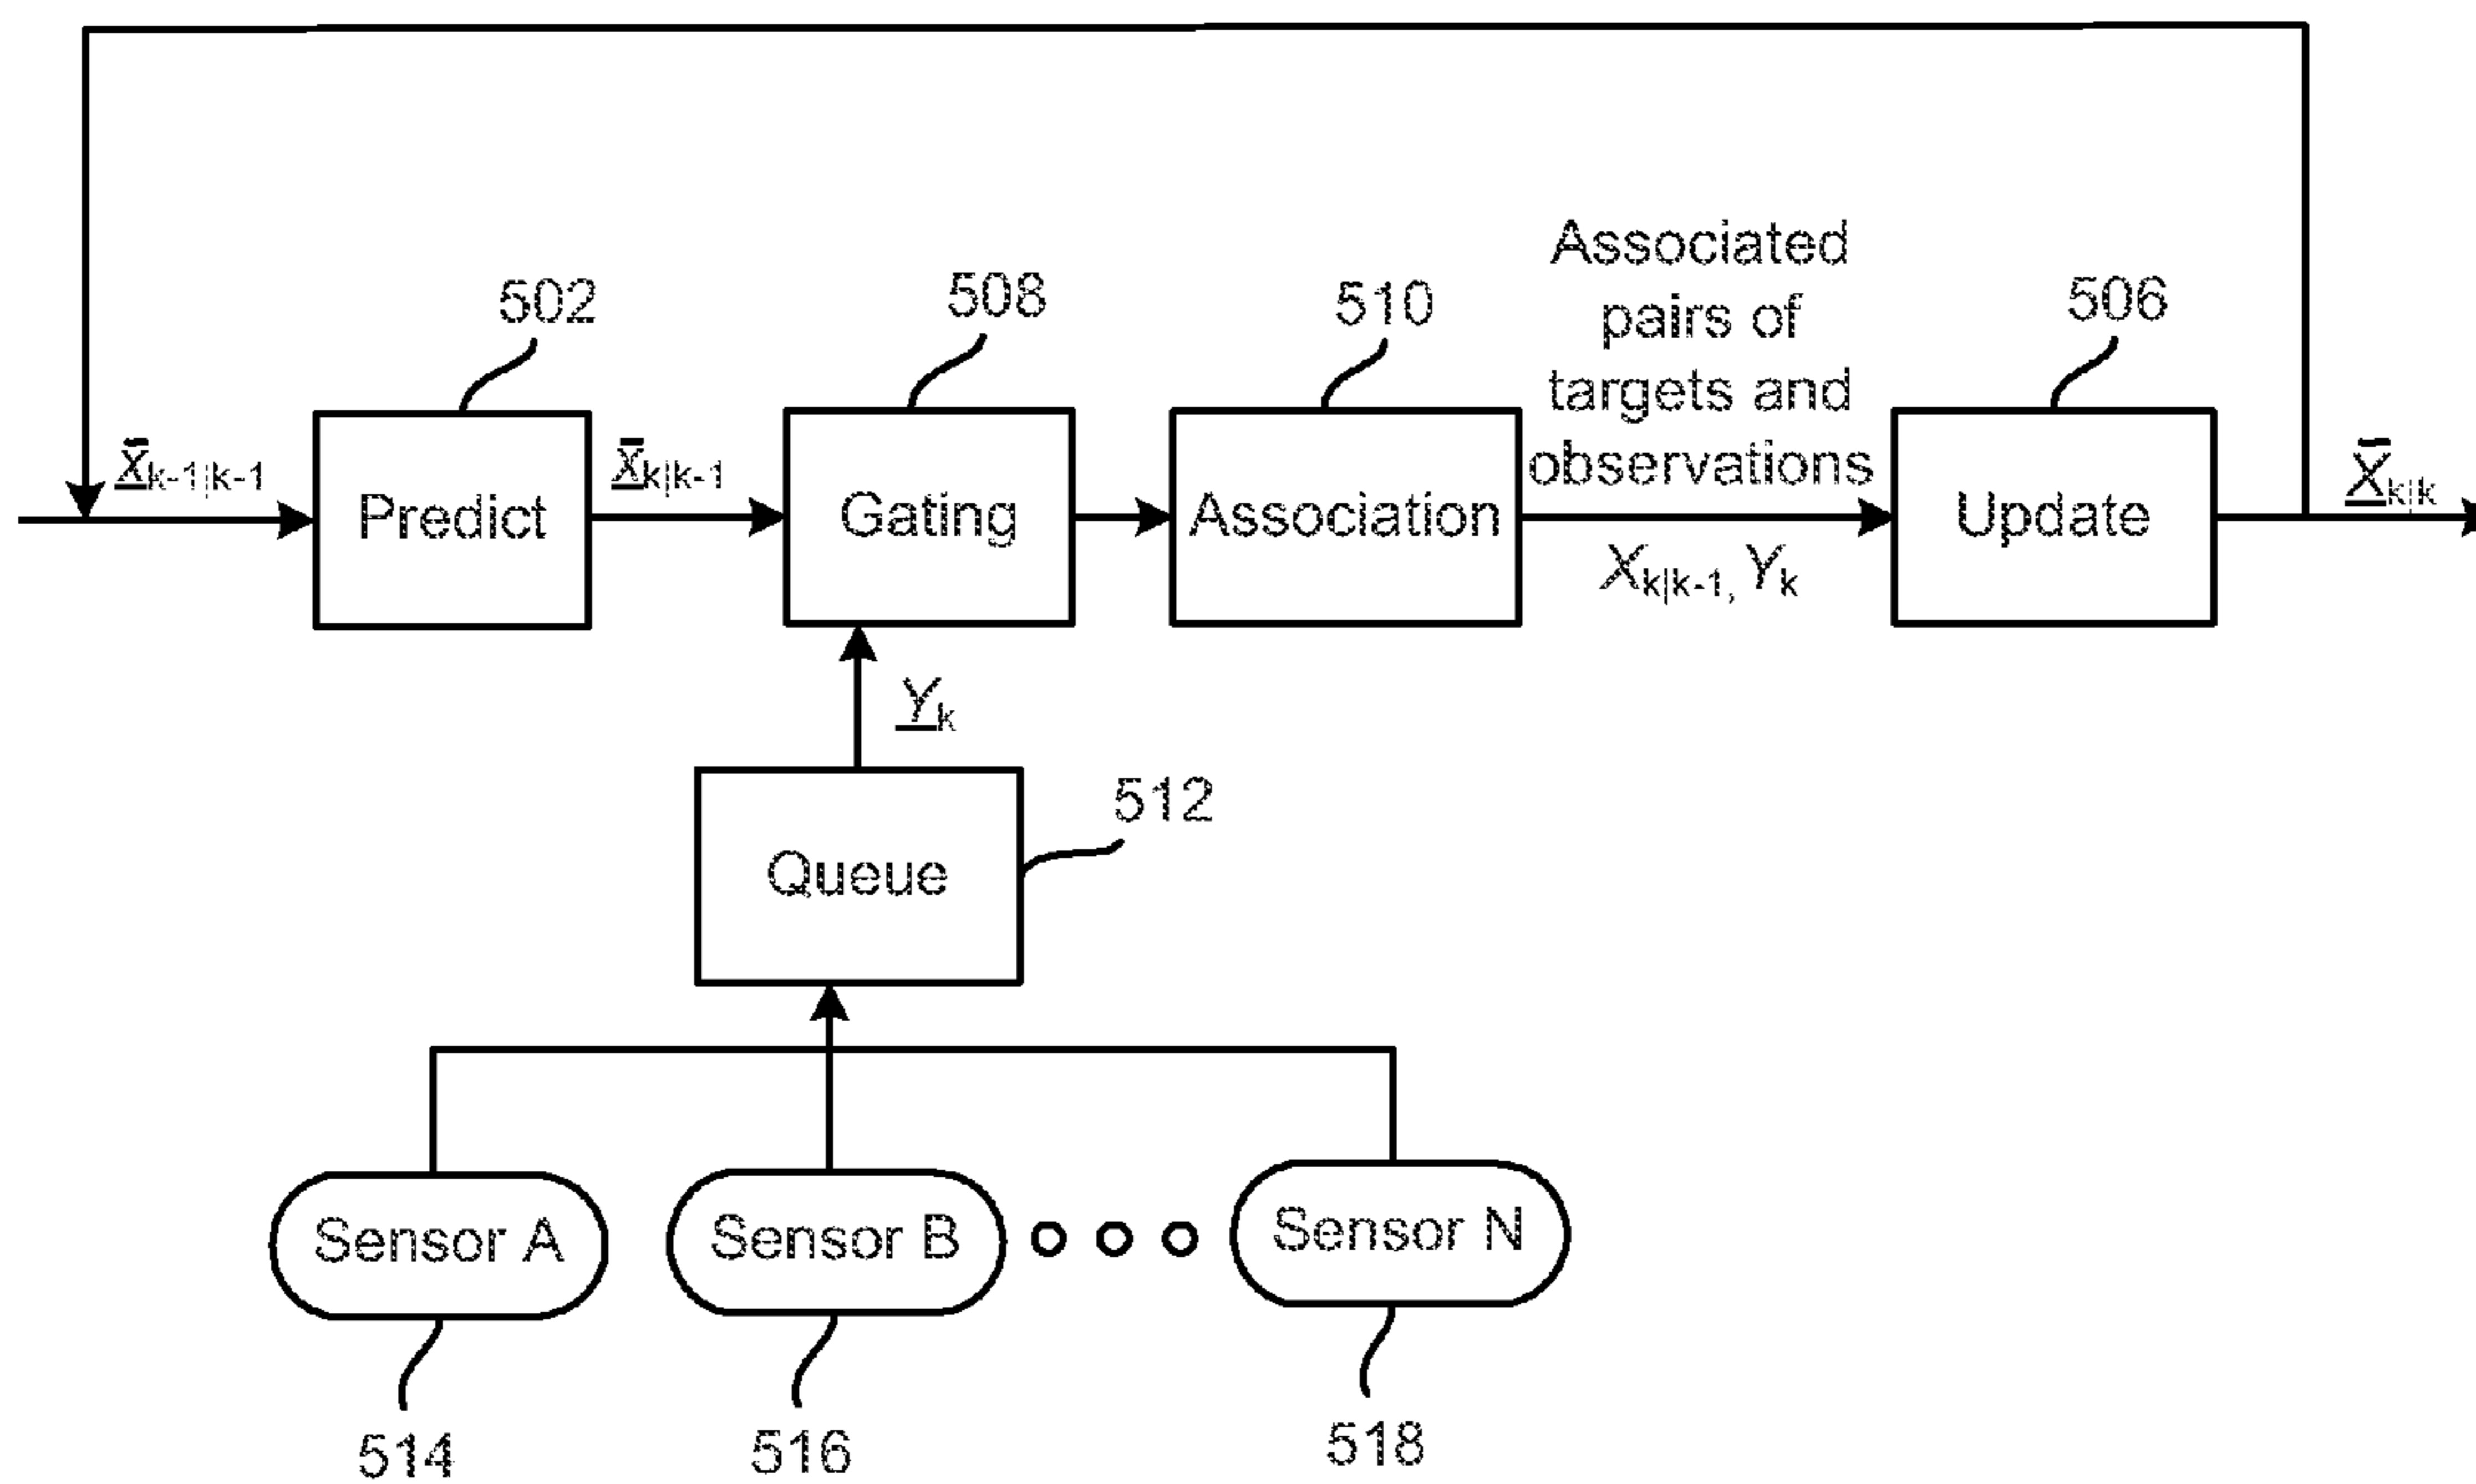 Associated
pairs of
targets and
observations
502
508
510
506
X̲̄k-1|k-1
Predict
X̲̄k|k-1
Gating
Association
Xk|k-1, Yk
Update
X̲̄k|k
Y̲k
512
Queue
Sensor A
Sensor B
Sensor N
514
516
518